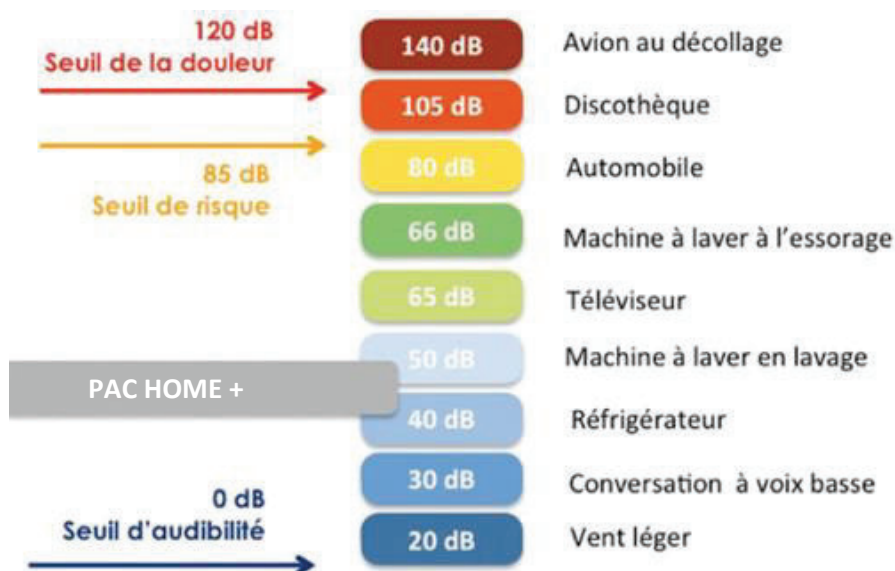 120 dB
Seuil de la douleur
140 dB Avion au décollage
105 dB Discothèque
80 dB Automobile
85 dB
Seuil de risque
66 dB Machine à laver à l'essorage
65 dB Téléviseur
50 dB Machine à laver en lavage
PAC HOME +
40 dB Réfrigérateur
30 dB Conversation à voix basse
0 dB
Seuil d'audibilité
20 dB Vent léger